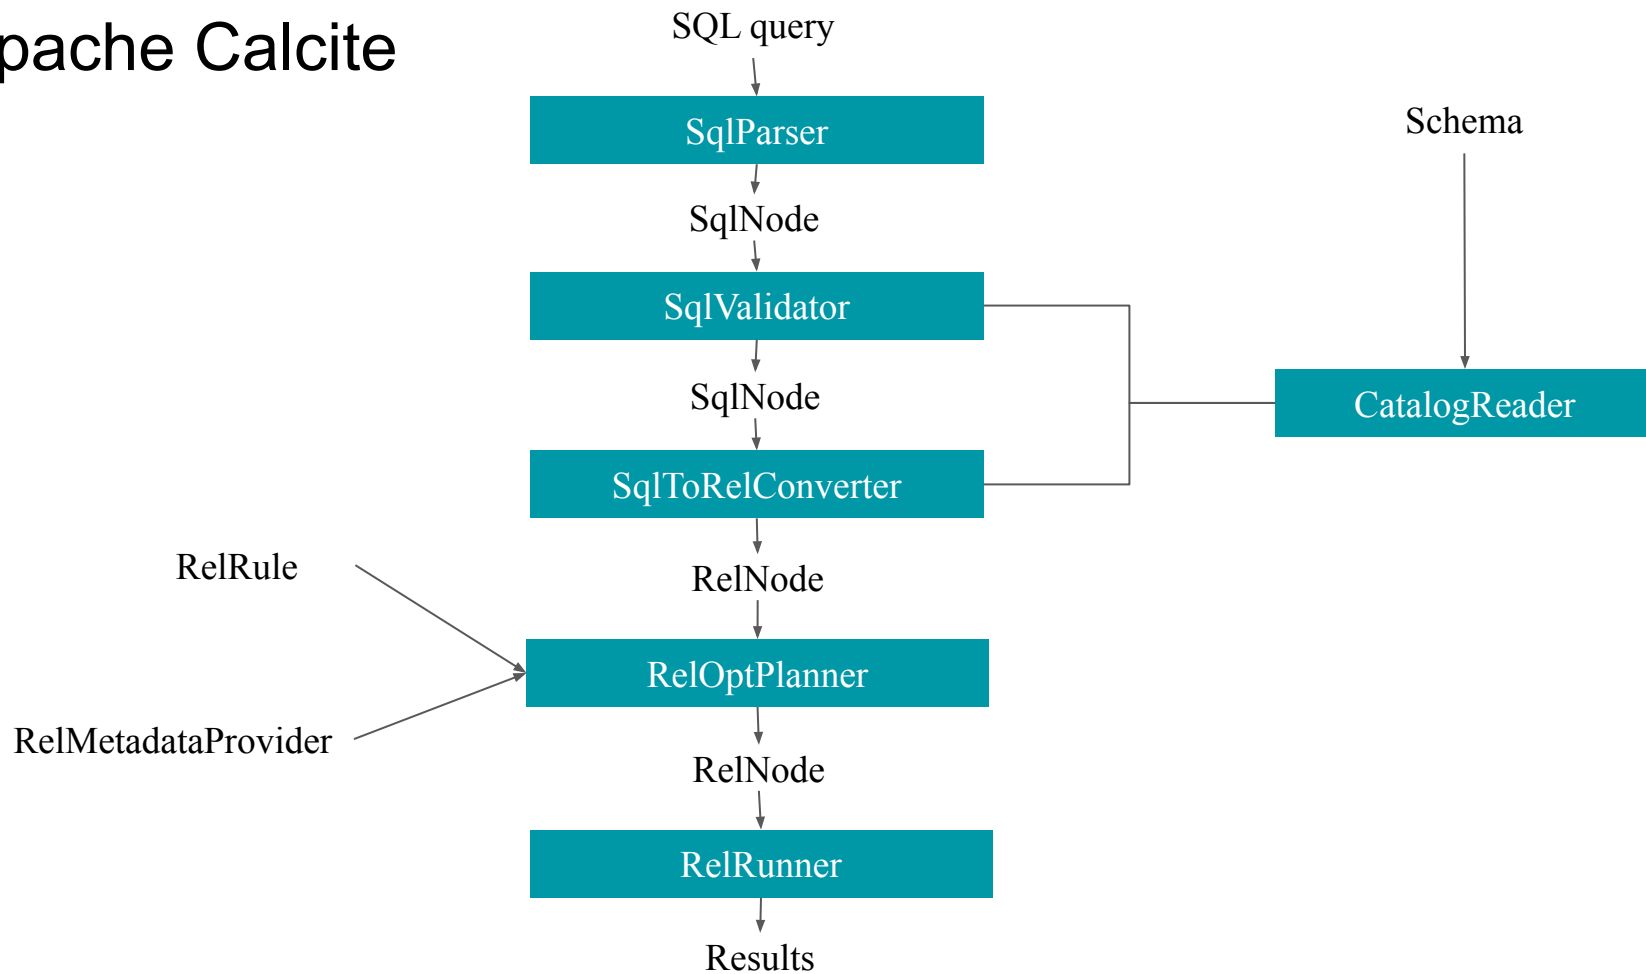 pache Calcite
SQL query
SqlParser
Schema
SqlNode
SqlValidator
SqlNode
CatalogReader
SqlToRelConverter
RelRule
RelNode
RelOptPlanner
RelMetadataProvider
RelNode
RelRunner
Results